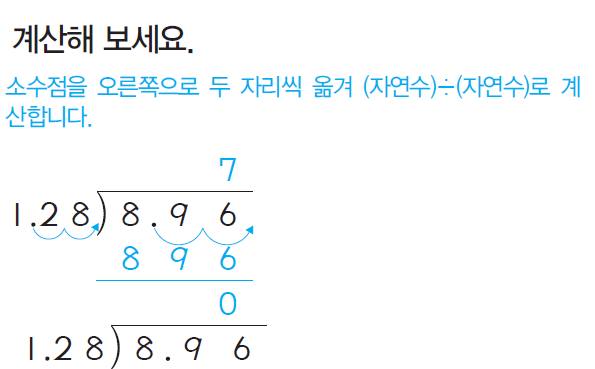 계산해 보세요.
소수점을 오른쪽으로 두 자리씩 옮겨 (자연수)÷(자연수)로 계
산합니다.
7
1.28)8.96
896
0
1.28)8.96